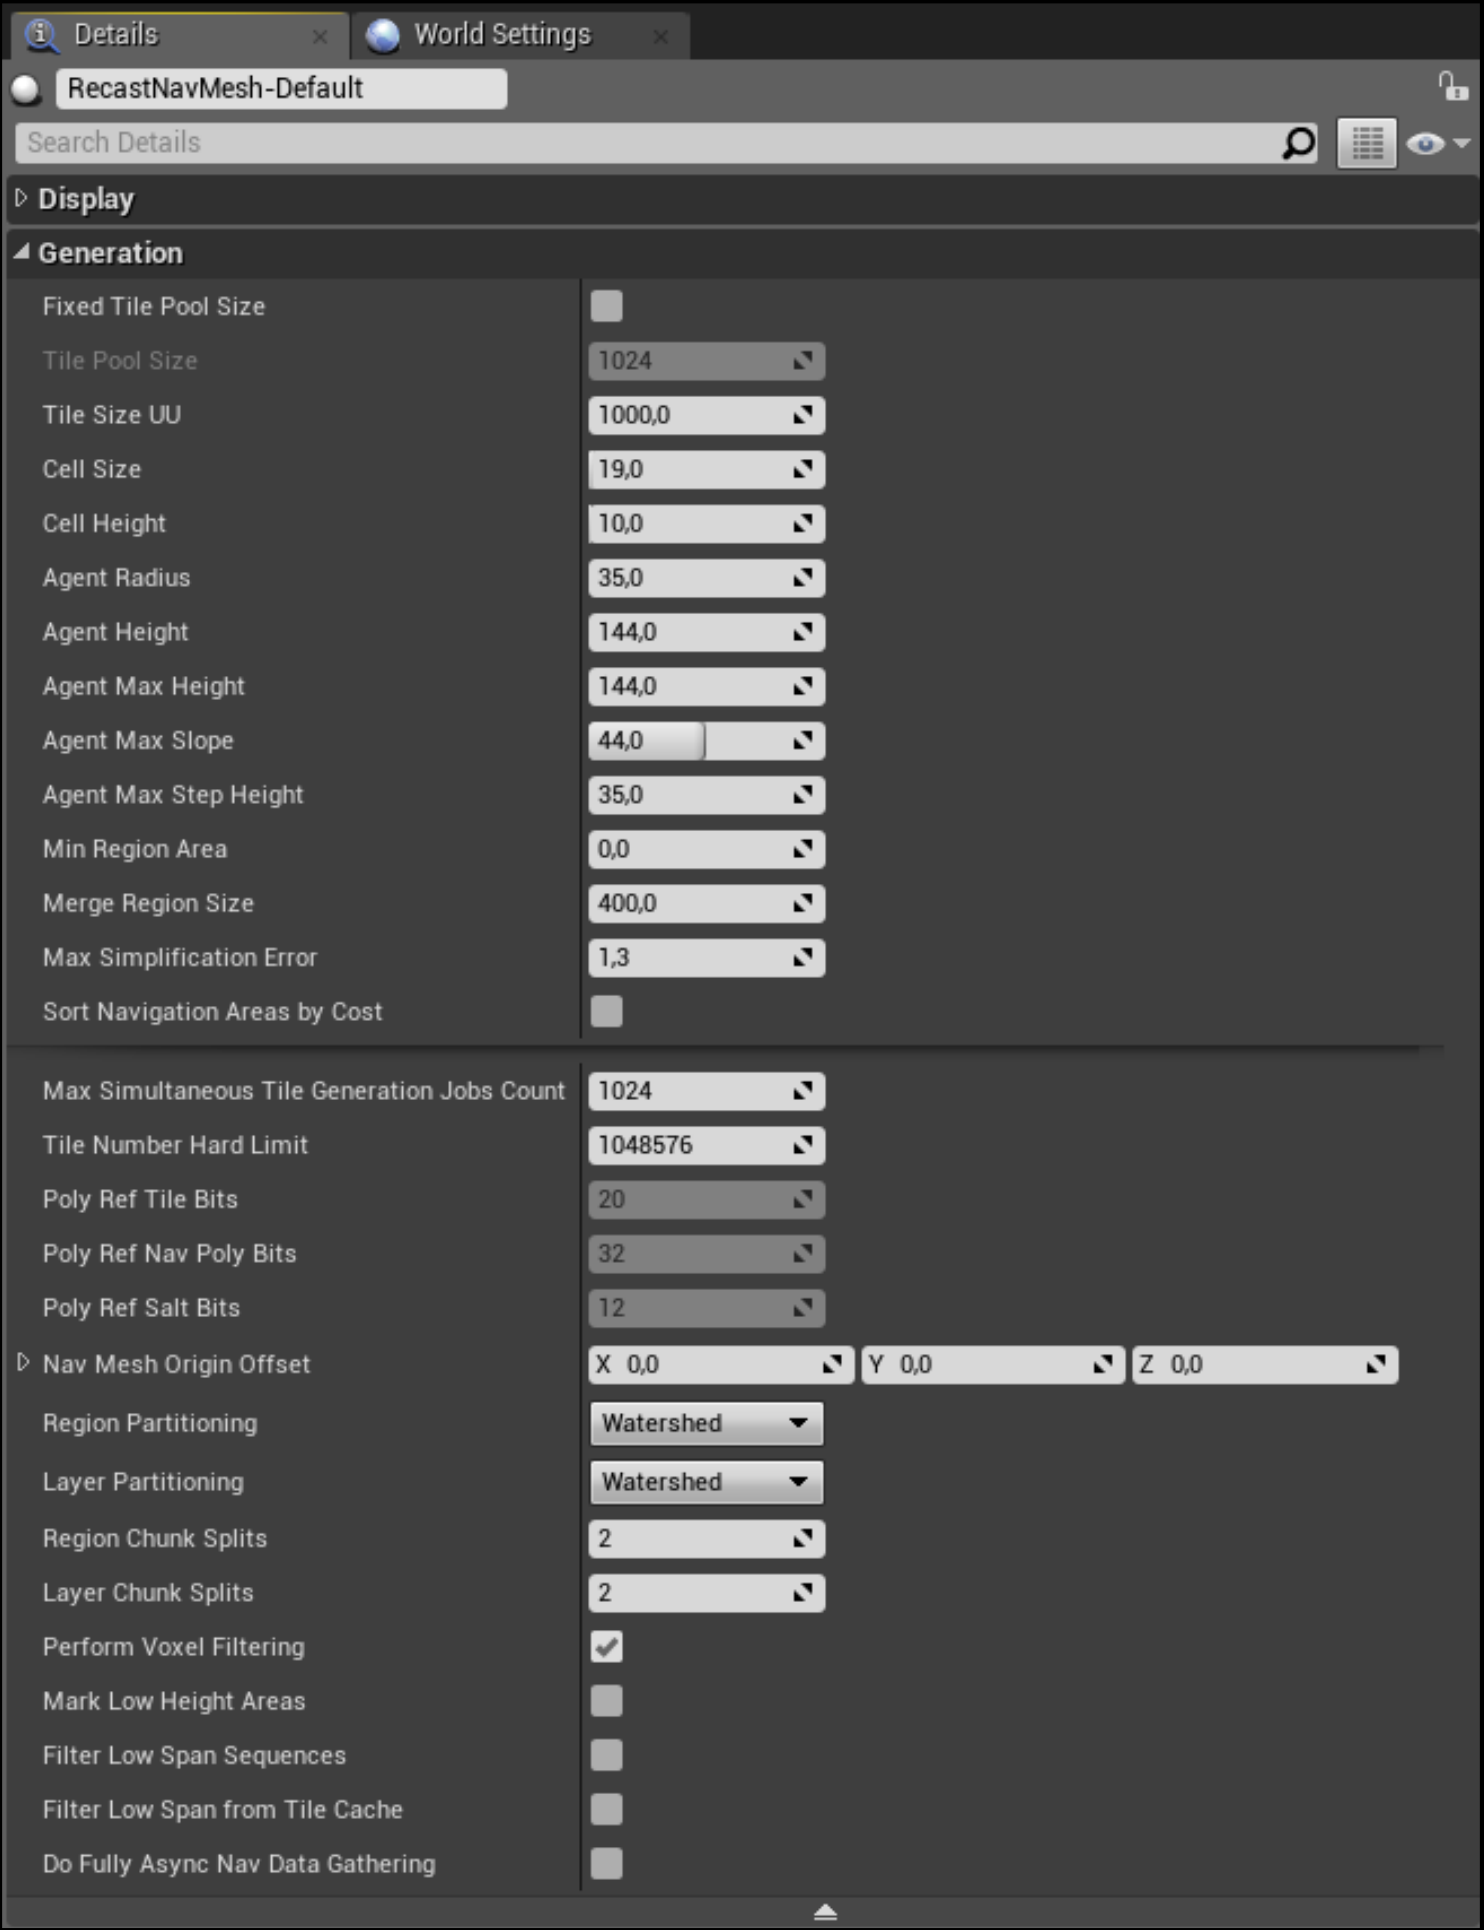 Details World Settings
RecastNavMesh-Default
Search Details
Display
Generation
Fixed Tile Pool Size
Tile Pool Size 1024
Tile Size UU 1000,0
Cell Size 19,0
Cell Height 10,0
Agent Radius 35,0
Agent Height 144,0
Agent Max Height 144,0
Agent Max Slope 44,0
Agent Max Step Height 35,0
Min Region Area 0,0
Merge Region Size 400,0
Max Simplification Error 1,3
Sort Navigation Areas by Cost
Max Simultaneous Tile Generation Jobs Count 1024
Tile Number Hard Limit 1048576
Poly Ref Tile Bits 20
Poly Ref Nav Poly Bits 32
Poly Ref Salt Bits 12
Nav Mesh Origin Offset X 0,0 Y 0,0 Z 0,0
Region Partitioning Watershed
Layer Partitioning Watershed
Region Chunk Splits 2
Layer Chunk Splits 2
Perform Voxel Filtering
Mark Low Height Areas
Filter Low Span Sequences
Filter Low Span from Tile Cache
Do Fully Async Nav Data Gathering